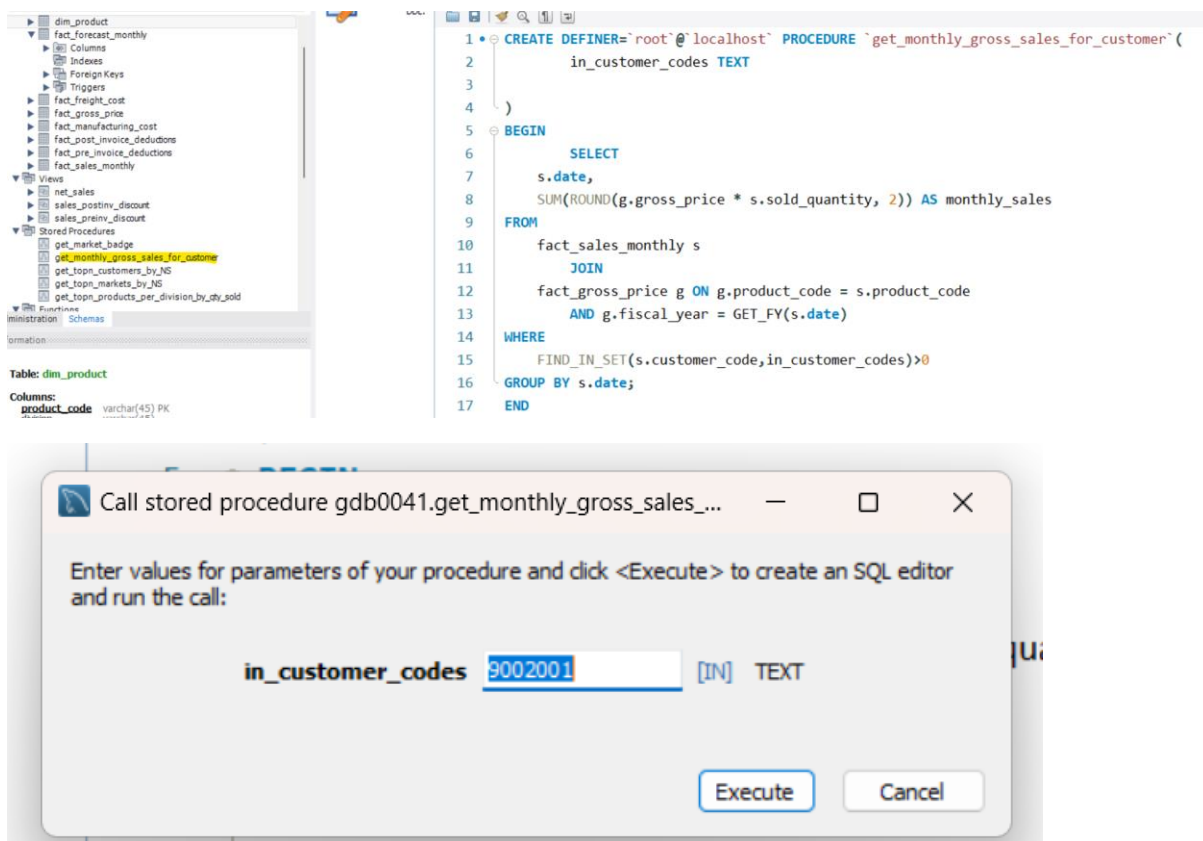 dim_product
fact_forecast_monthly
Columns
Indexes
Foreign Keys
Triggers
fact_freight_cost
fact_gross_price
fact_manufacturing_cost
fact_post_invoice_deductions
fact_pre_invoice_deductions
fact_sales_monthly
Views
net_sales
sales_postinv_discount
sales_preinv_discount
Stored Procedures
get_market_badge
get_monthly_gross_sales_for_customer
get_topn_customers_by_NS
get_topn_markets_by_NS
get_topn_products_per_division_by_qty_sold
Functions
ministration Schemas
ormation
Table: dim_product
Columns:
product_code varchar(45) PK
1 CREATE DEFINER=`root`@`localhost` PROCEDURE `get_monthly_gross_sales_for_customer`(
2 in_customer_codes TEXT
3
4 )
5 BEGIN
6 SELECT
7 s.date,
8 SUM(ROUND(g.gross_price * s.sold_quantity, 2)) AS monthly_sales
9 FROM
10 fact_sales_monthly s
11 JOIN
12 fact_gross_price g ON g.product_code = s.product_code
13 AND g.fiscal_year = GET_FY(s.date)
14 WHERE
15 FIND_IN_SET(s.customer_code,in_customer_codes)>0
16 GROUP BY s.date;
17 END
Call stored procedure gdb0041.get_monthly_gross_sales_...
Enter values for parameters of your procedure and click <Execute> to create an SQL editor
and run the call:
in_customer_codes 9002001 [IN] TEXT
Execute Cancel